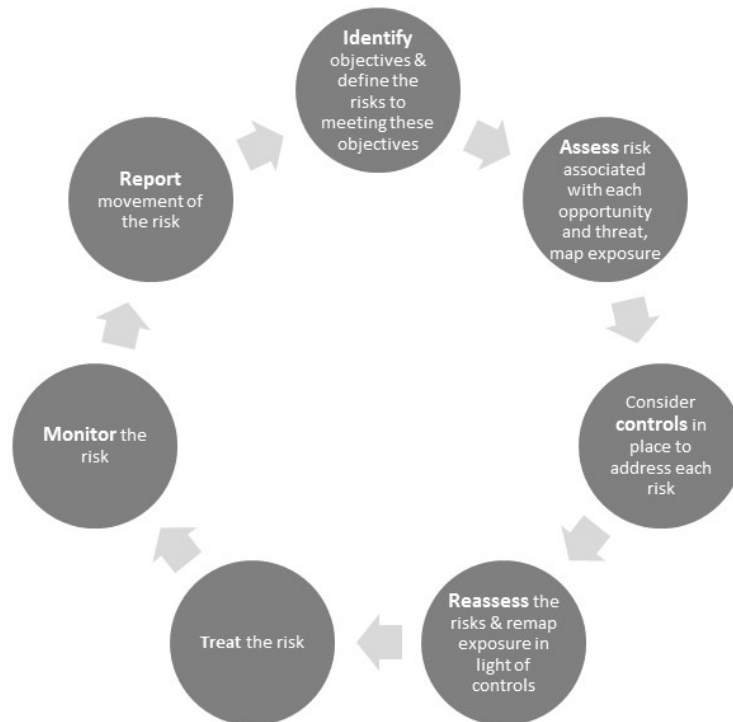 Identify
objectives &
define the
risks to
meeting these
objectives
Assess risk
associated
with each
opportunity
and threat,
map exposure
Consider
controls in
place to
address each
risk
Reassess the
risks & remap
exposure in
light of
controls
Treat the risk
Monitor the
risk
Report
movement of
the risk